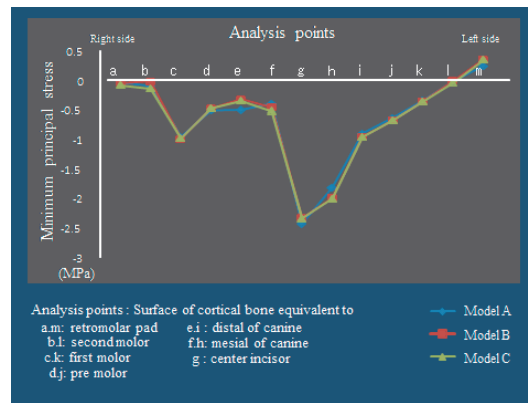 Right side
Analysis points
Left side
a b c d e f g h i j k l m
0.5
0
-0.5
-1
-1.5
-2
-2.5
-3
(MPa)
Minimum principal stress
Analysis points : Surface of cortical bone equivalent to
a.m: retromolar pad
b.l: second molor
c.k: first molor
d.j: pre molor
e.i : distal of canine
f.h: mesial of canine
g : center incisor
Model A
Model B
Model C